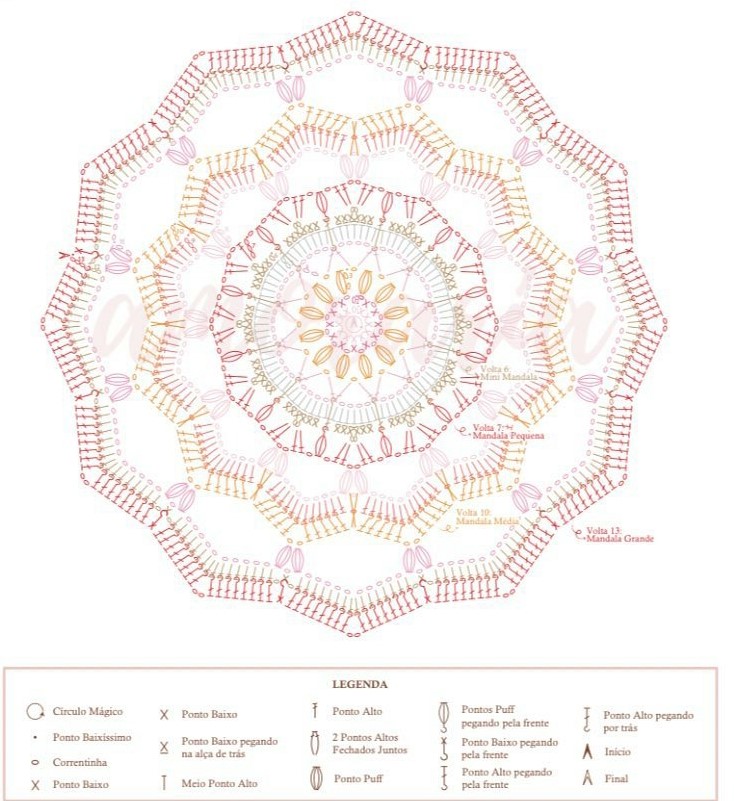 Volta 6:
Mini Mandala
Volta 7:
Mandala Pequena
Volta 10:
Mandala Média
Volta 13:
Mandala Grande
LEGENDA
Círculo Mágico
Ponto Baixíssimo
Correntinha
Ponto Baixo
Ponto Baixo
Ponto Baixo pegando
na alça de trás
Meio Ponto Alto
Ponto Alto
2 Pontos Altos
Fechados Juntos
Ponto Puff
Pontos Puff
pegando pela frente
Ponto Baixo pegando
pela frente
Ponto Alto pegando
pela frente
Ponto Alto pegando
por trás
Início
Final